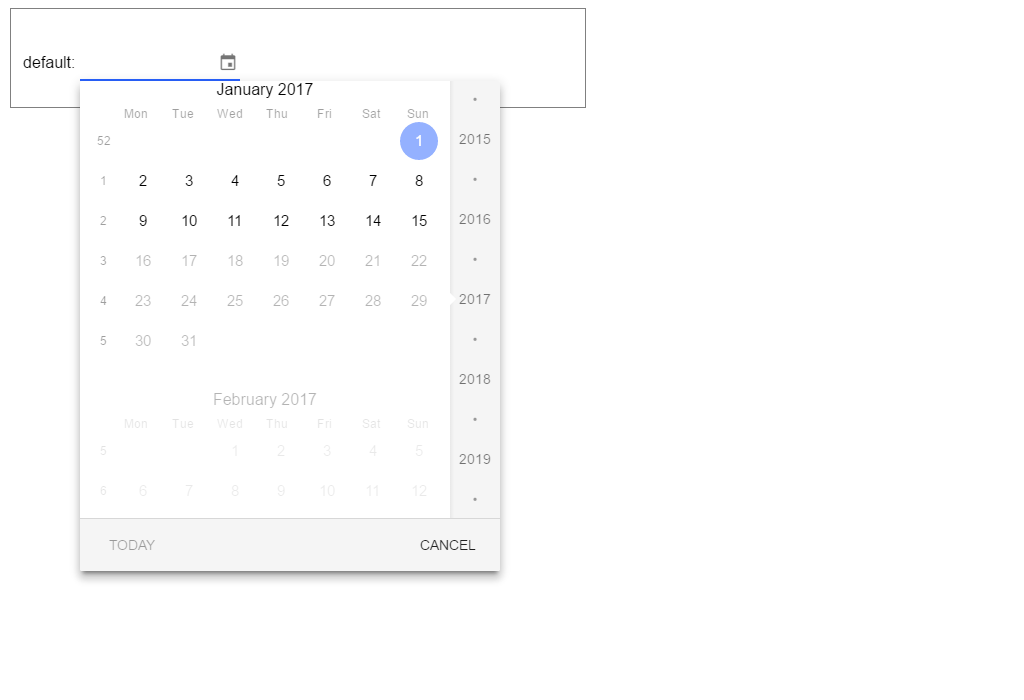 default:
January 2017
Mon Tue Wed Thu Fri Sat Sun
52 1
1 2 3 4 5 6 7 8
2 9 10 11 12 13 14 15
3 16 17 18 19 20 21 22
4 23 24 25 26 27 28 29
5 30 31
February 2017
Mon Tue Wed Thu Fri Sat Sun
5 1 2 3 4 5
6 6 7 8 9 10 11 12
•
2015
•
2016
•
2017
•
2018
•
2019
•
TODAY CANCEL